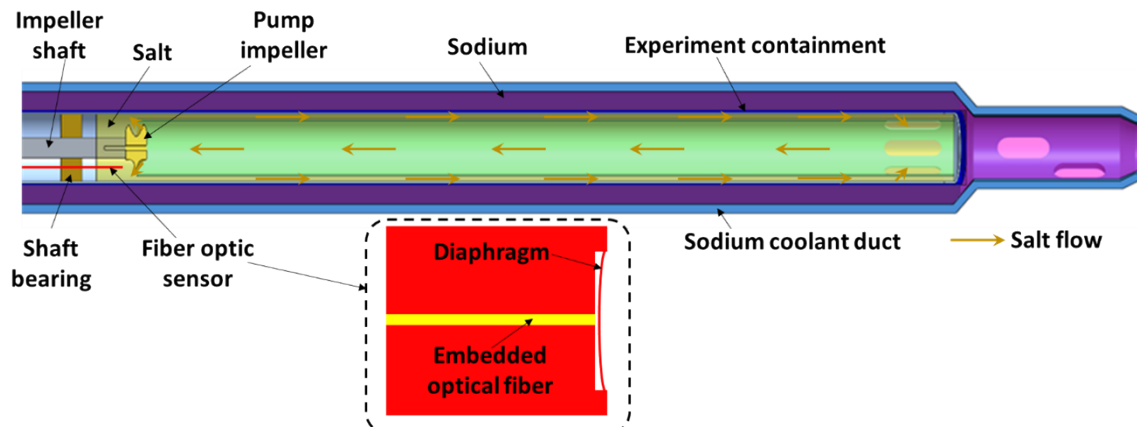 Impeller
shaft
Salt
Pump
impeller
Sodium
Experiment containment
Shaft
bearing
Fiber optic
sensor
Sodium coolant duct
Salt flow
Diaphragm
Embedded
optical fiber